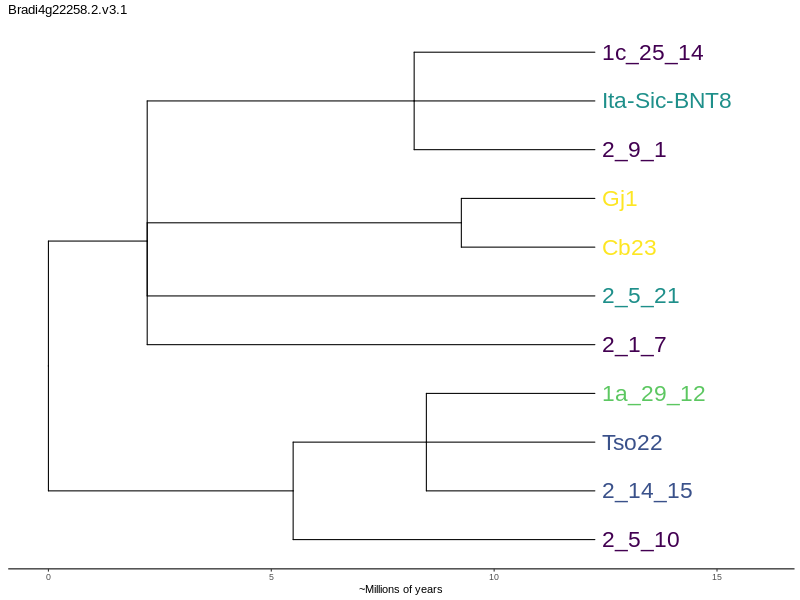 Bradi4g22258.2.v3.1
1c_25_14
Ita-Sic-BNT8
2_9_1
Gj1
Cb23
2_5_21
2_1_7
1a_29_12
Tso22
2_14_15
2_5_10
0 5 10 15
~Millions of years